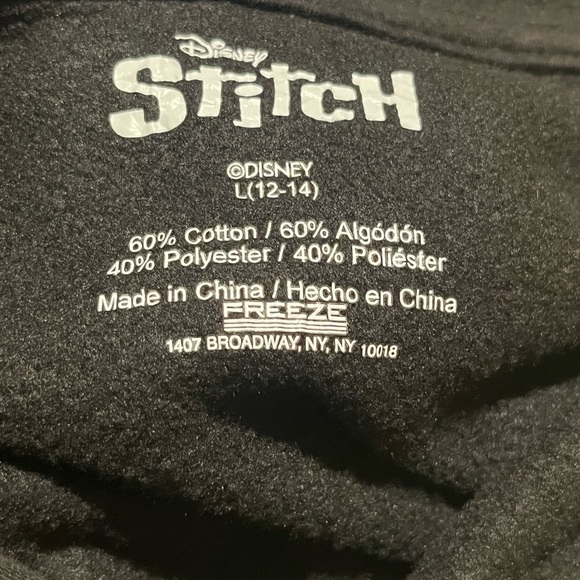 Disney
STiTCH
©DISNEY
L(12-14)
60% Cotton / 60% Algódón
40% Polyester / 40% Poliéster
Made in China / Hecho en China
FREEZE
1407 BROADWAY, NY, NY 10018